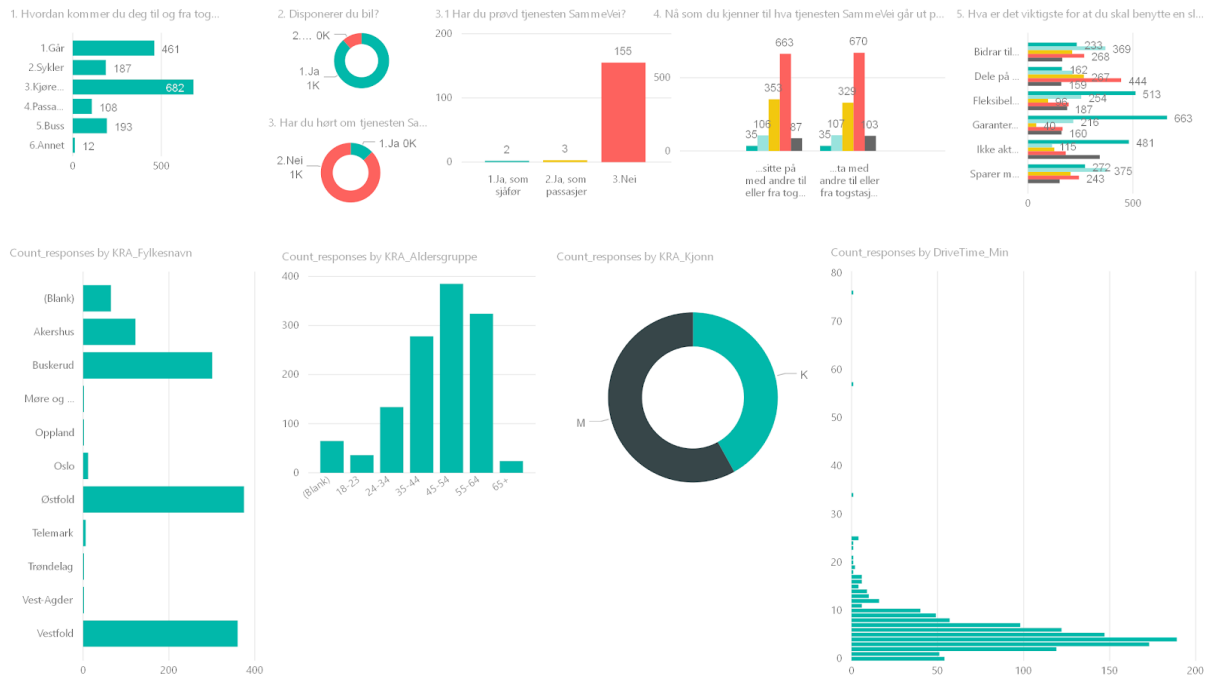 1. Hvordan kommer du deg til og fra tog...
1.Går 461
2.Sykler 187
3.Kjøre... 682
4.Passa... 108
5.Buss 193
6.Annet 12
0 500
2. Disponerer du bil?
2.... 0K
1.Ja
1K
3. Har du hørt om tjenesten Sa...
1.Ja 0K
2.Nei
1K
3.1 Har du prøvd tjenesten SammeVei?
200
100
0
2 3 155
1.Ja, som sjåfør
2.Ja, som passasjer
3.Nei
4. Nå som du kjenner til hva tjenesten SammeVei går ut p...
500
0
35 106 353 663 87
35 107 329 670 103
...sitte på
med andre til
eller fra tog...
...ta med
andre til eller
fra togstasj...
5. Hva er det viktigste for at du skal benytte en sl...
Bidrar til... 233 369 268
Dele på ... 162 267 444 159
Fleksibel... 513 254 96 187
Garanter... 663 216 40 160
Ikke akt... 481 115
Sparer m... 272 375 243
0 500
Count_responses by KRA_Fylkesnavn
(Blank)
Akershus
Buskerud
Møre og ...
Oppland
Oslo
Østfold
Telemark
Trøndelag
Vest-Agder
Vestfold
0 200 400
Count_responses by KRA_Aldersgruppe
400
300
200
100
0
(Blank) 18-23 24-34 35-44 45-54 55-64 65+
Count_responses by KRA_Kjonn
K
M
Count_responses by DriveTime_Min
80
70
60
50
40
30
20
10
0
0 50 100 150 200